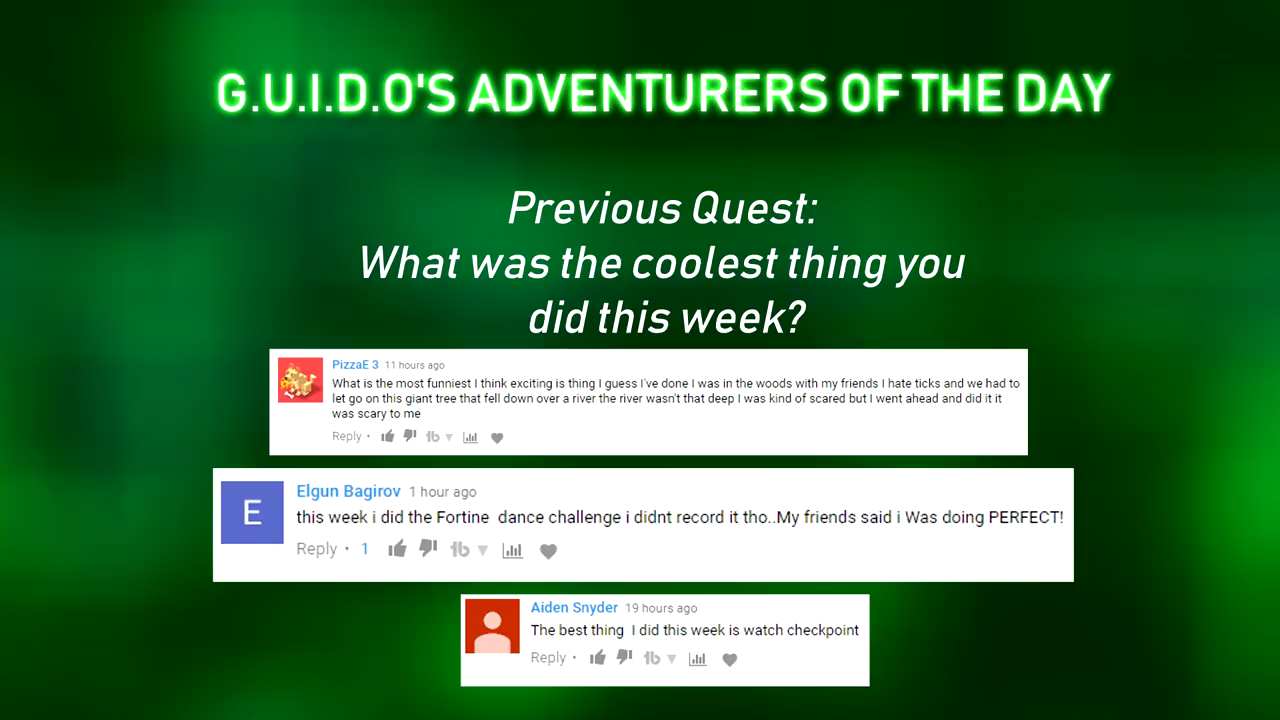 G.U.I.D.O'S ADVENTURERS OF THE DAY
Previous Quest:
What was the coolest thing you
did this week?
PizzaE 3 11 hours ago
What is the most funniest I think exciting is thing I guess I've done I was in the woods with my friends I hate ticks and we had to
let go on this giant tree that fell down over a river the river wasn't that deep I was kind of scared but I went ahead and did it it
was scary to me
Reply •
E
Elgun Bagirov 1 hour ago
this week i did the Fortine dance challenge i didnt record it tho..My friends said i Was doing PERFECT!
Reply • 1
Aiden Snyder 19 hours ago
The best thing I did this week is watch checkpoint
Reply •